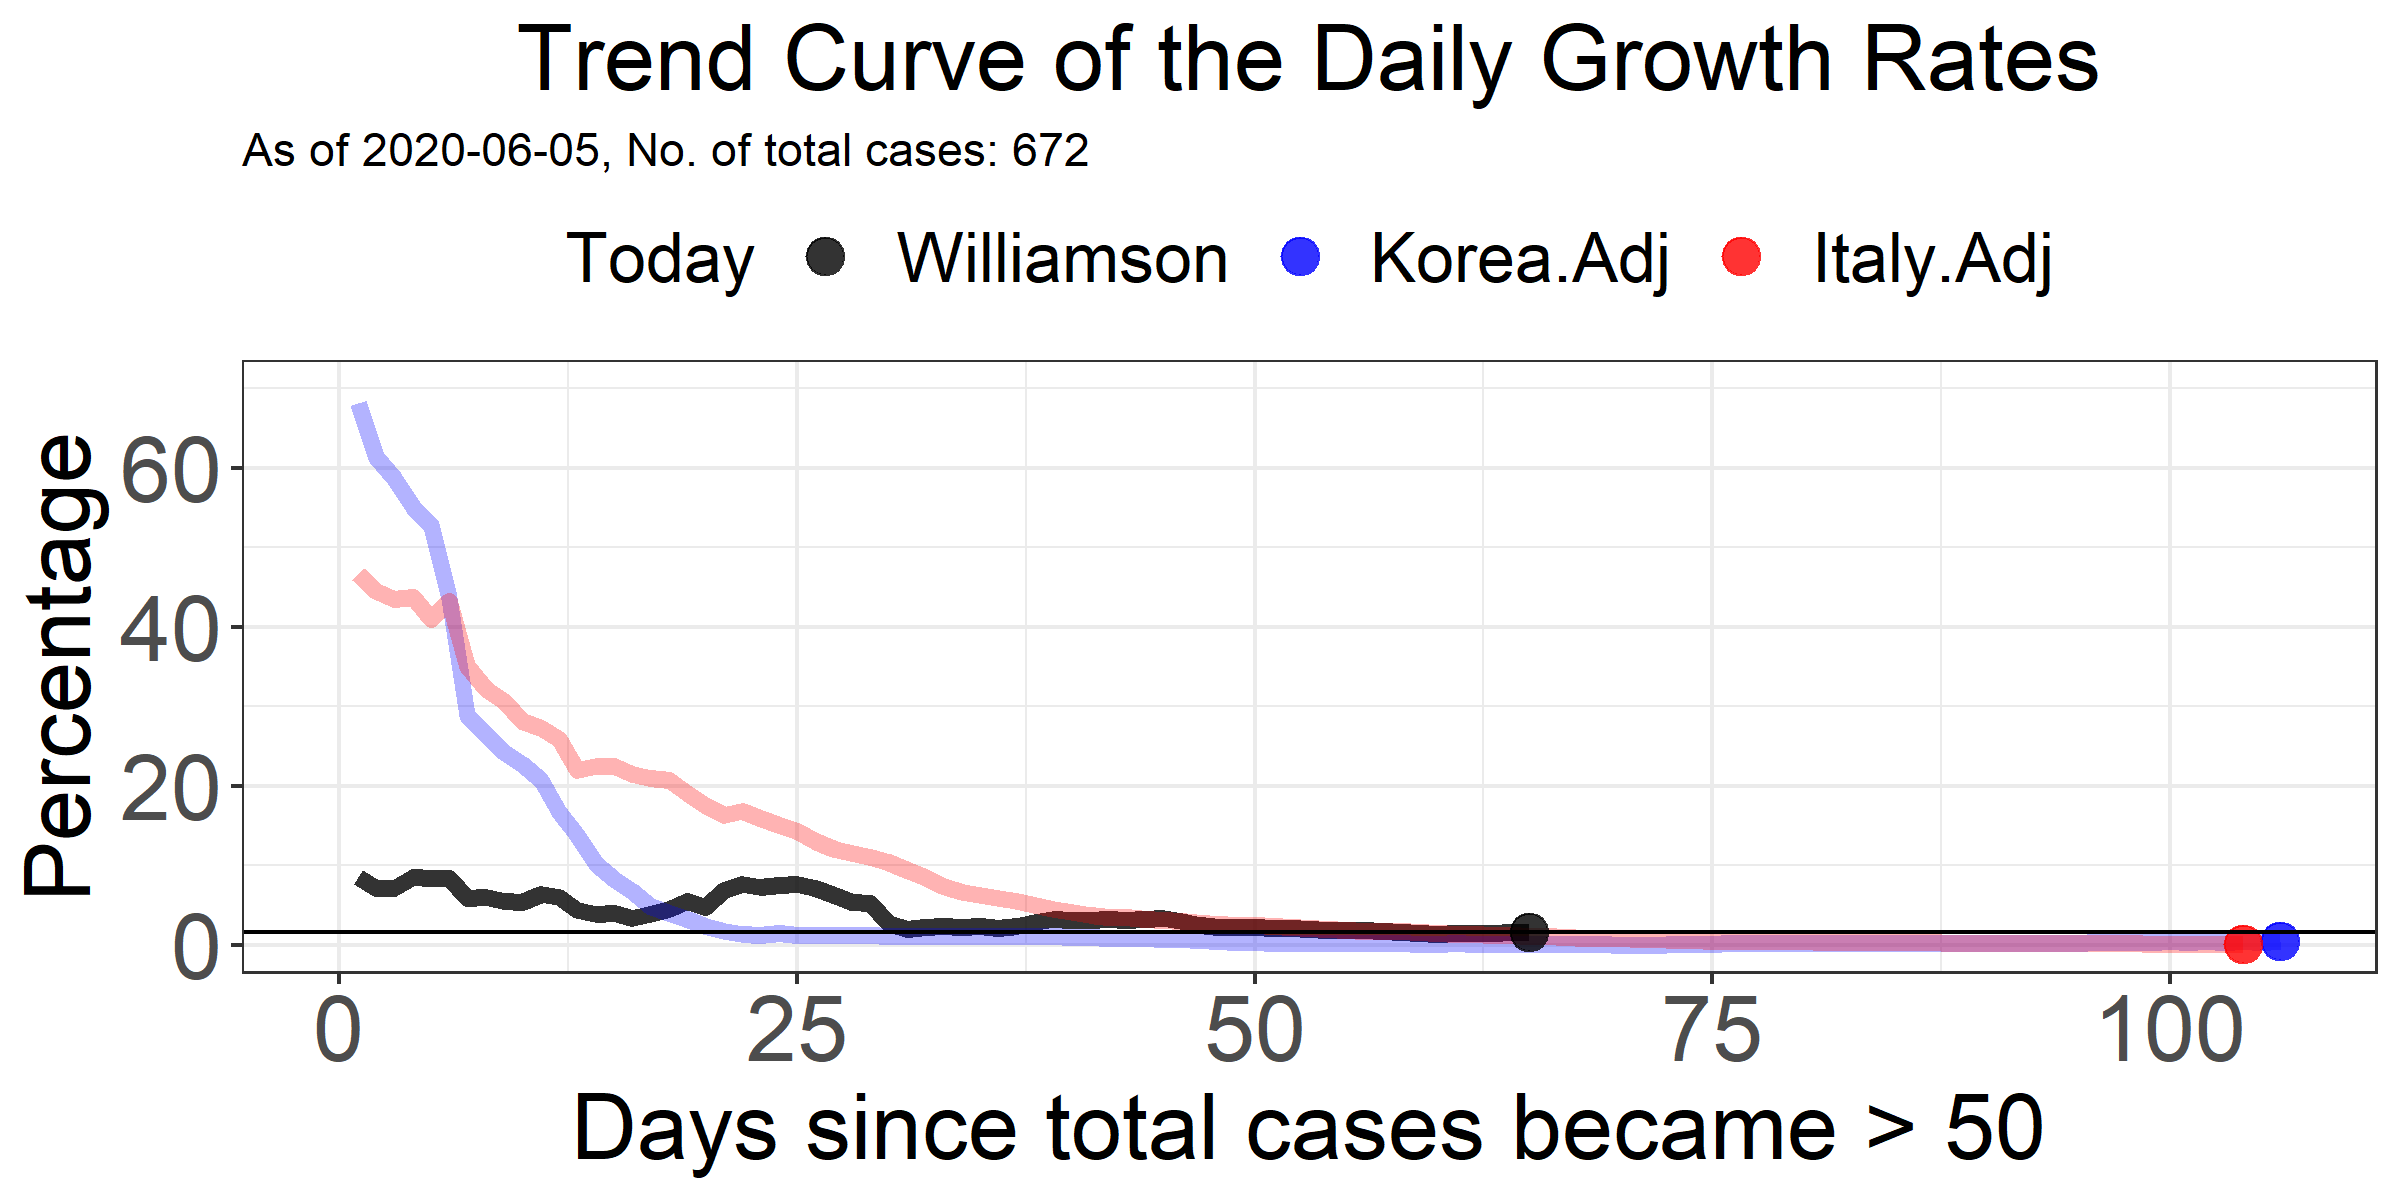 Trend Curve of the Daily Growth Rates
As of 2020-06-05, No. of total cases: 672
Today Williamson Korea.Adj Italy.Adj
Percentage
60
40
20
0
0 25 50 75 100
Days since total cases became > 50